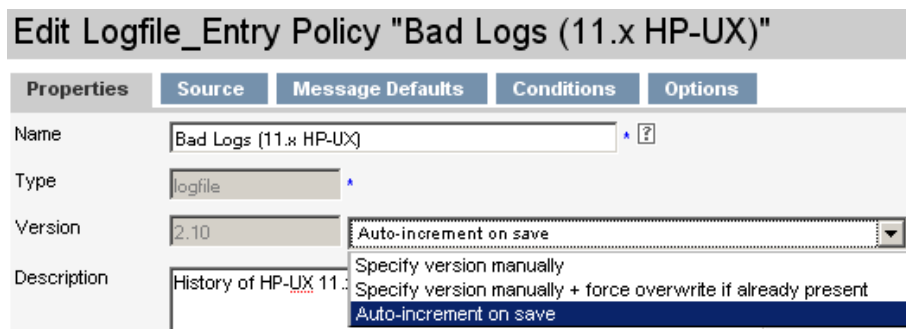 Edit Logfile_Entry Policy "Bad Logs (11.x HP-UX)"
Properties Source Message Defaults Conditions Options
Name Bad Logs (11.x HP-UX) * ?
Type logfile *
Version 2.10 Auto-increment on save
Specify version manually
Description History of HP-UX 11.
Specify version manually + force overwrite if already present
Auto-increment on save